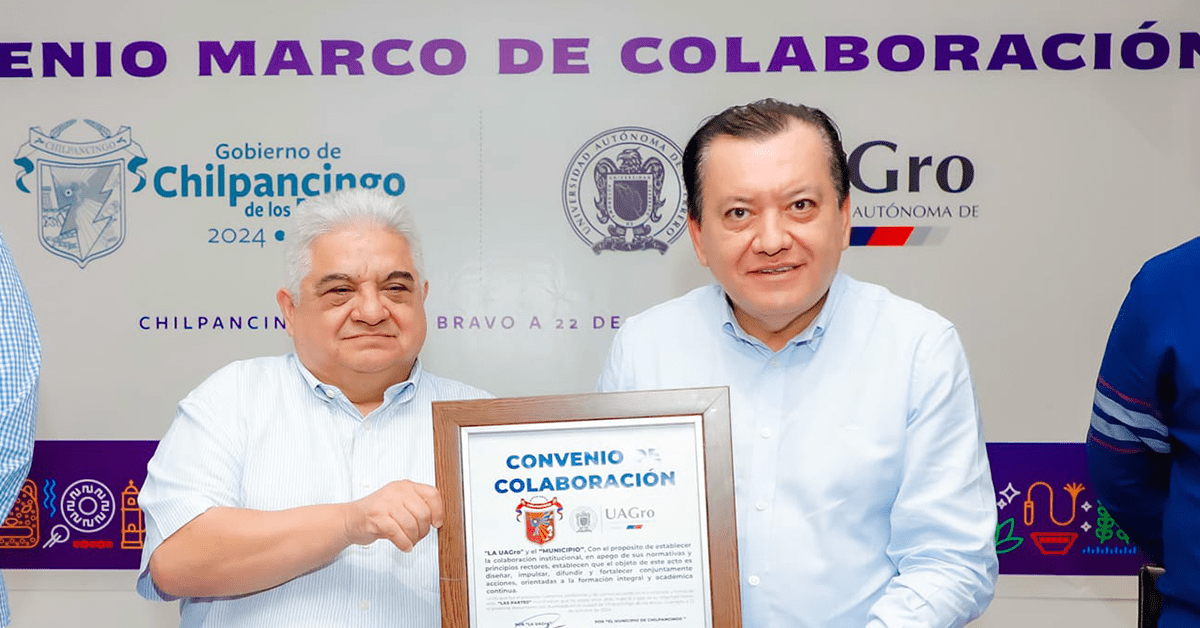 ENIO MARCO DE COLABORACIÓN
CHILPANCINGO
Gobierno de
Chilpancingo
de los
2024
UNIVERSIDAD AUTÓNOMA DE
Gro
AUTÓNOMA DE
CHILPANCIN BRAVO A 22 DE
CONVENIO DE
COLABORACIÓN
UAGro
"LA UAGro" y el "MUNICIPIO", Con el propósito de establecer
la colaboración institucional, en apego de sus normativas y
principios rectores, establecen que el objeto de este acto es
diseñar, impulsar, difundir y fortalecer conjuntamente
acciones, orientadas a la formación integral y académica
continua.
"LAS PARTES"
POR "LA UAGro" POR "EL MUNICIPIO DE CHILPANCINGO"